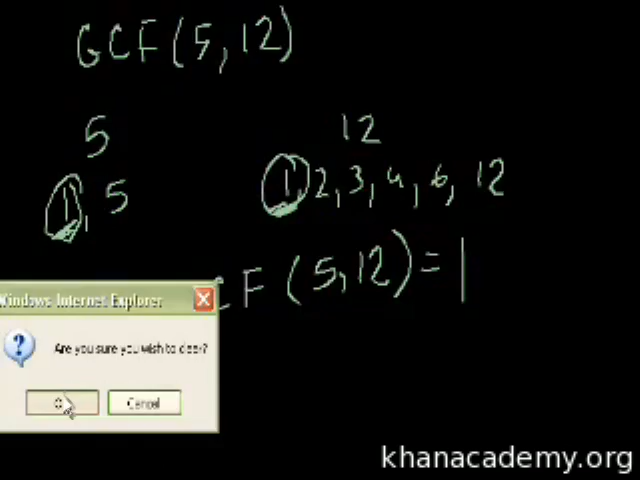 GCF(5,12)
5 12
1, 5 1, 2, 3, 4, 6, 12
CF(5,12)=1
Windows Internet Explorer
Are you sure you wish to clear?
Cancel
khanacademy.org